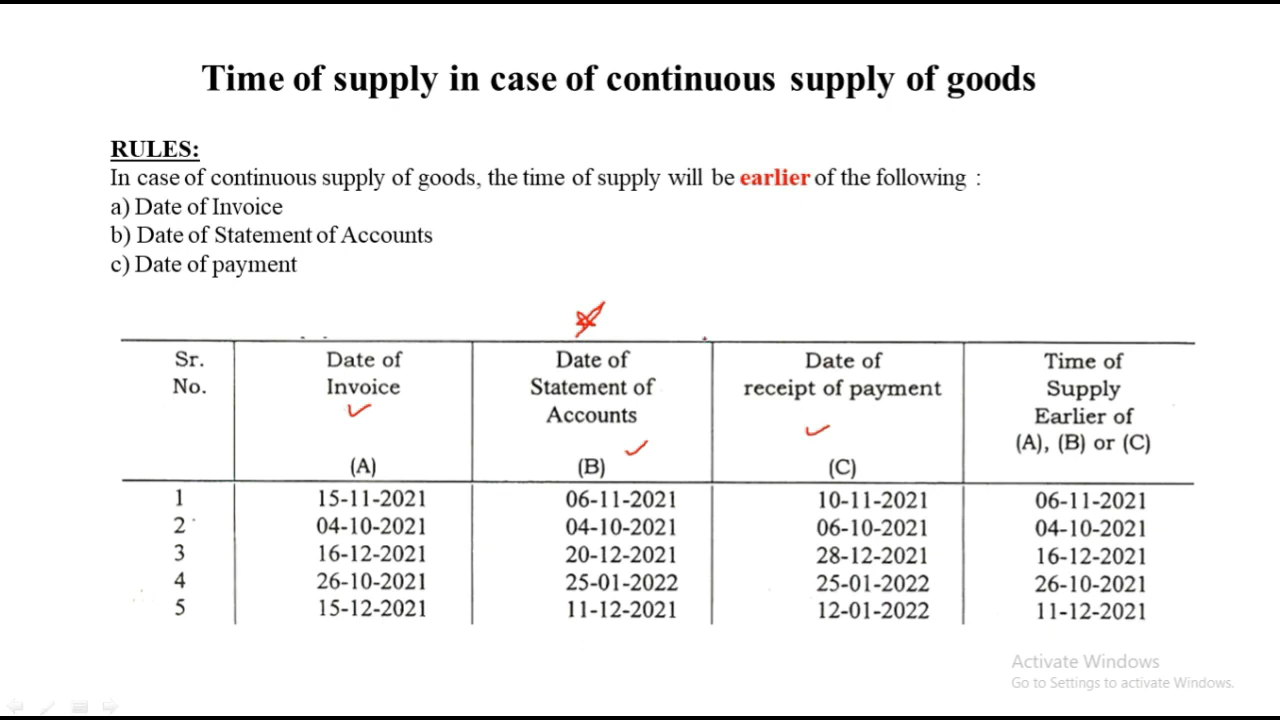 Time of supply in case of continuous supply of goods
RULES:
In case of continuous supply of goods, the time of supply will be earlier of the following :
a) Date of Invoice
b) Date of Statement of Accounts
c) Date of payment
Sr. No. Date of Invoice (A) Date of Statement of Accounts (B) Date of receipt of payment (C) Time of Supply Earlier of (A), (B) or (C)
1 15-11-2021 06-11-2021 10-11-2021 06-11-2021
2 04-10-2021 04-10-2021 06-10-2021 04-10-2021
3 16-12-2021 20-12-2021 28-12-2021 16-12-2021
4 26-10-2021 25-01-2022 25-01-2022 26-10-2021
5 15-12-2021 11-12-2021 12-01-2022 11-12-2021
Activate Windows
Go to Settings to activate Windows.